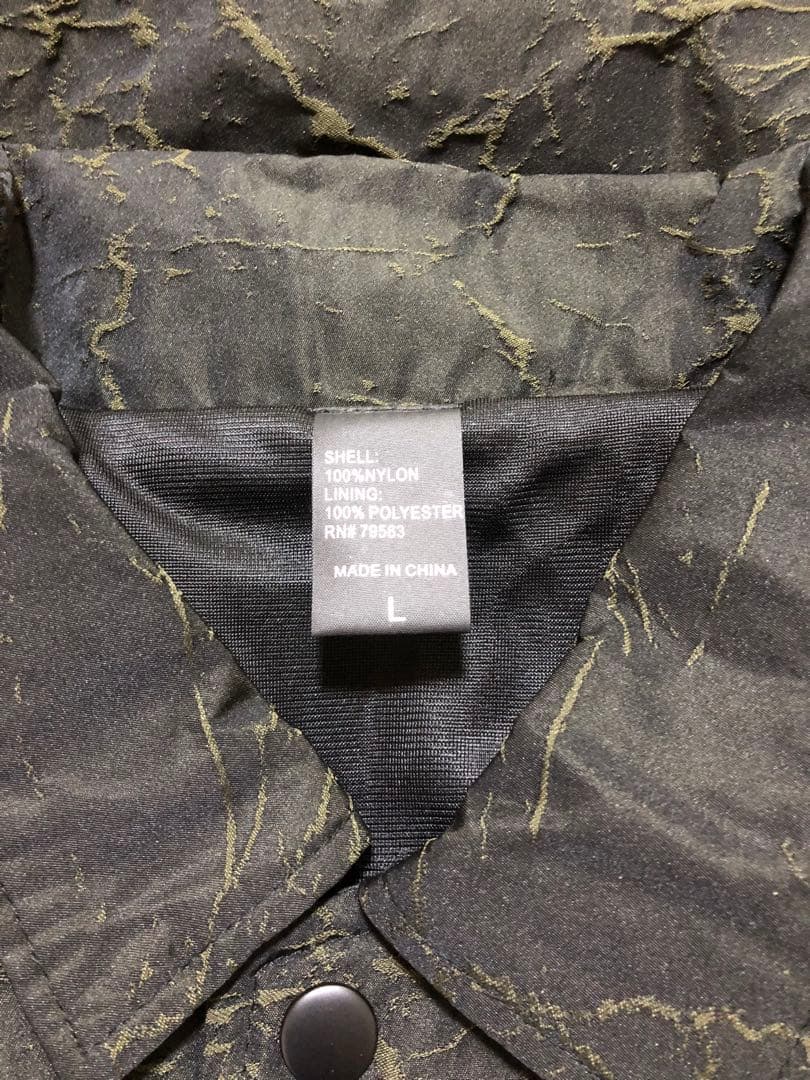 SHELL:
100%NYLON
LINING:
100% POLYESTER
RN# 79583
MADE IN CHINA
L